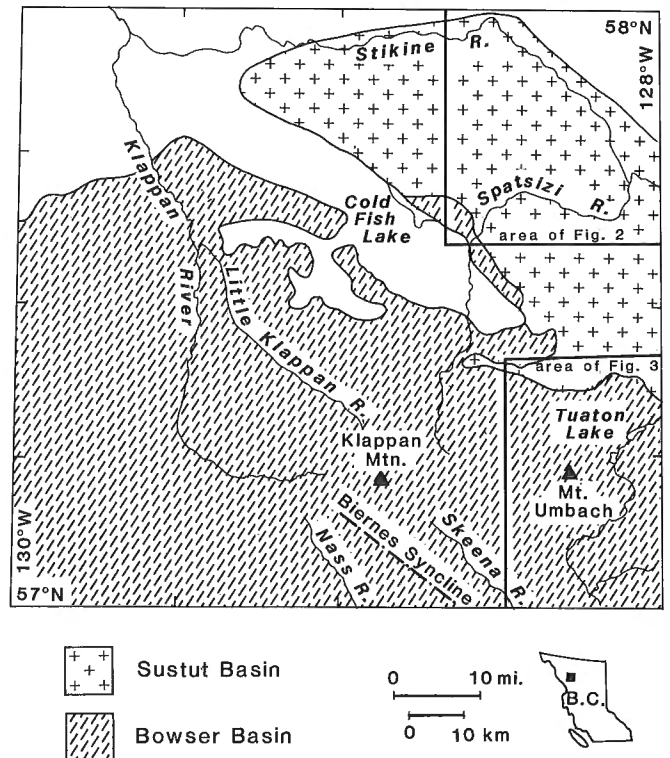 58°N
128°W
Stikine R.
Klappan River
Cold
Fish
Lake
Spatsizi R.
area of Fig. 2
Little Klappan R.
area of Fig. 3
Tuaton
Lake
Klappan
Mtn.
Mt.
Umbach
Biernes Syncline
Skeena R.
Nass R.
130°W
57°N
Sustut Basin
0 10 mi.
0 10 km
B.C.
Bowser Basin